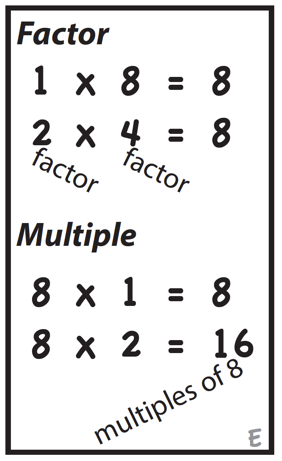 Factor
1 x 8 = 8
2 x 4 = 8
factor factor
Multiple
8 x 1 = 8
8 x 2 = 16
multiples of 8
E